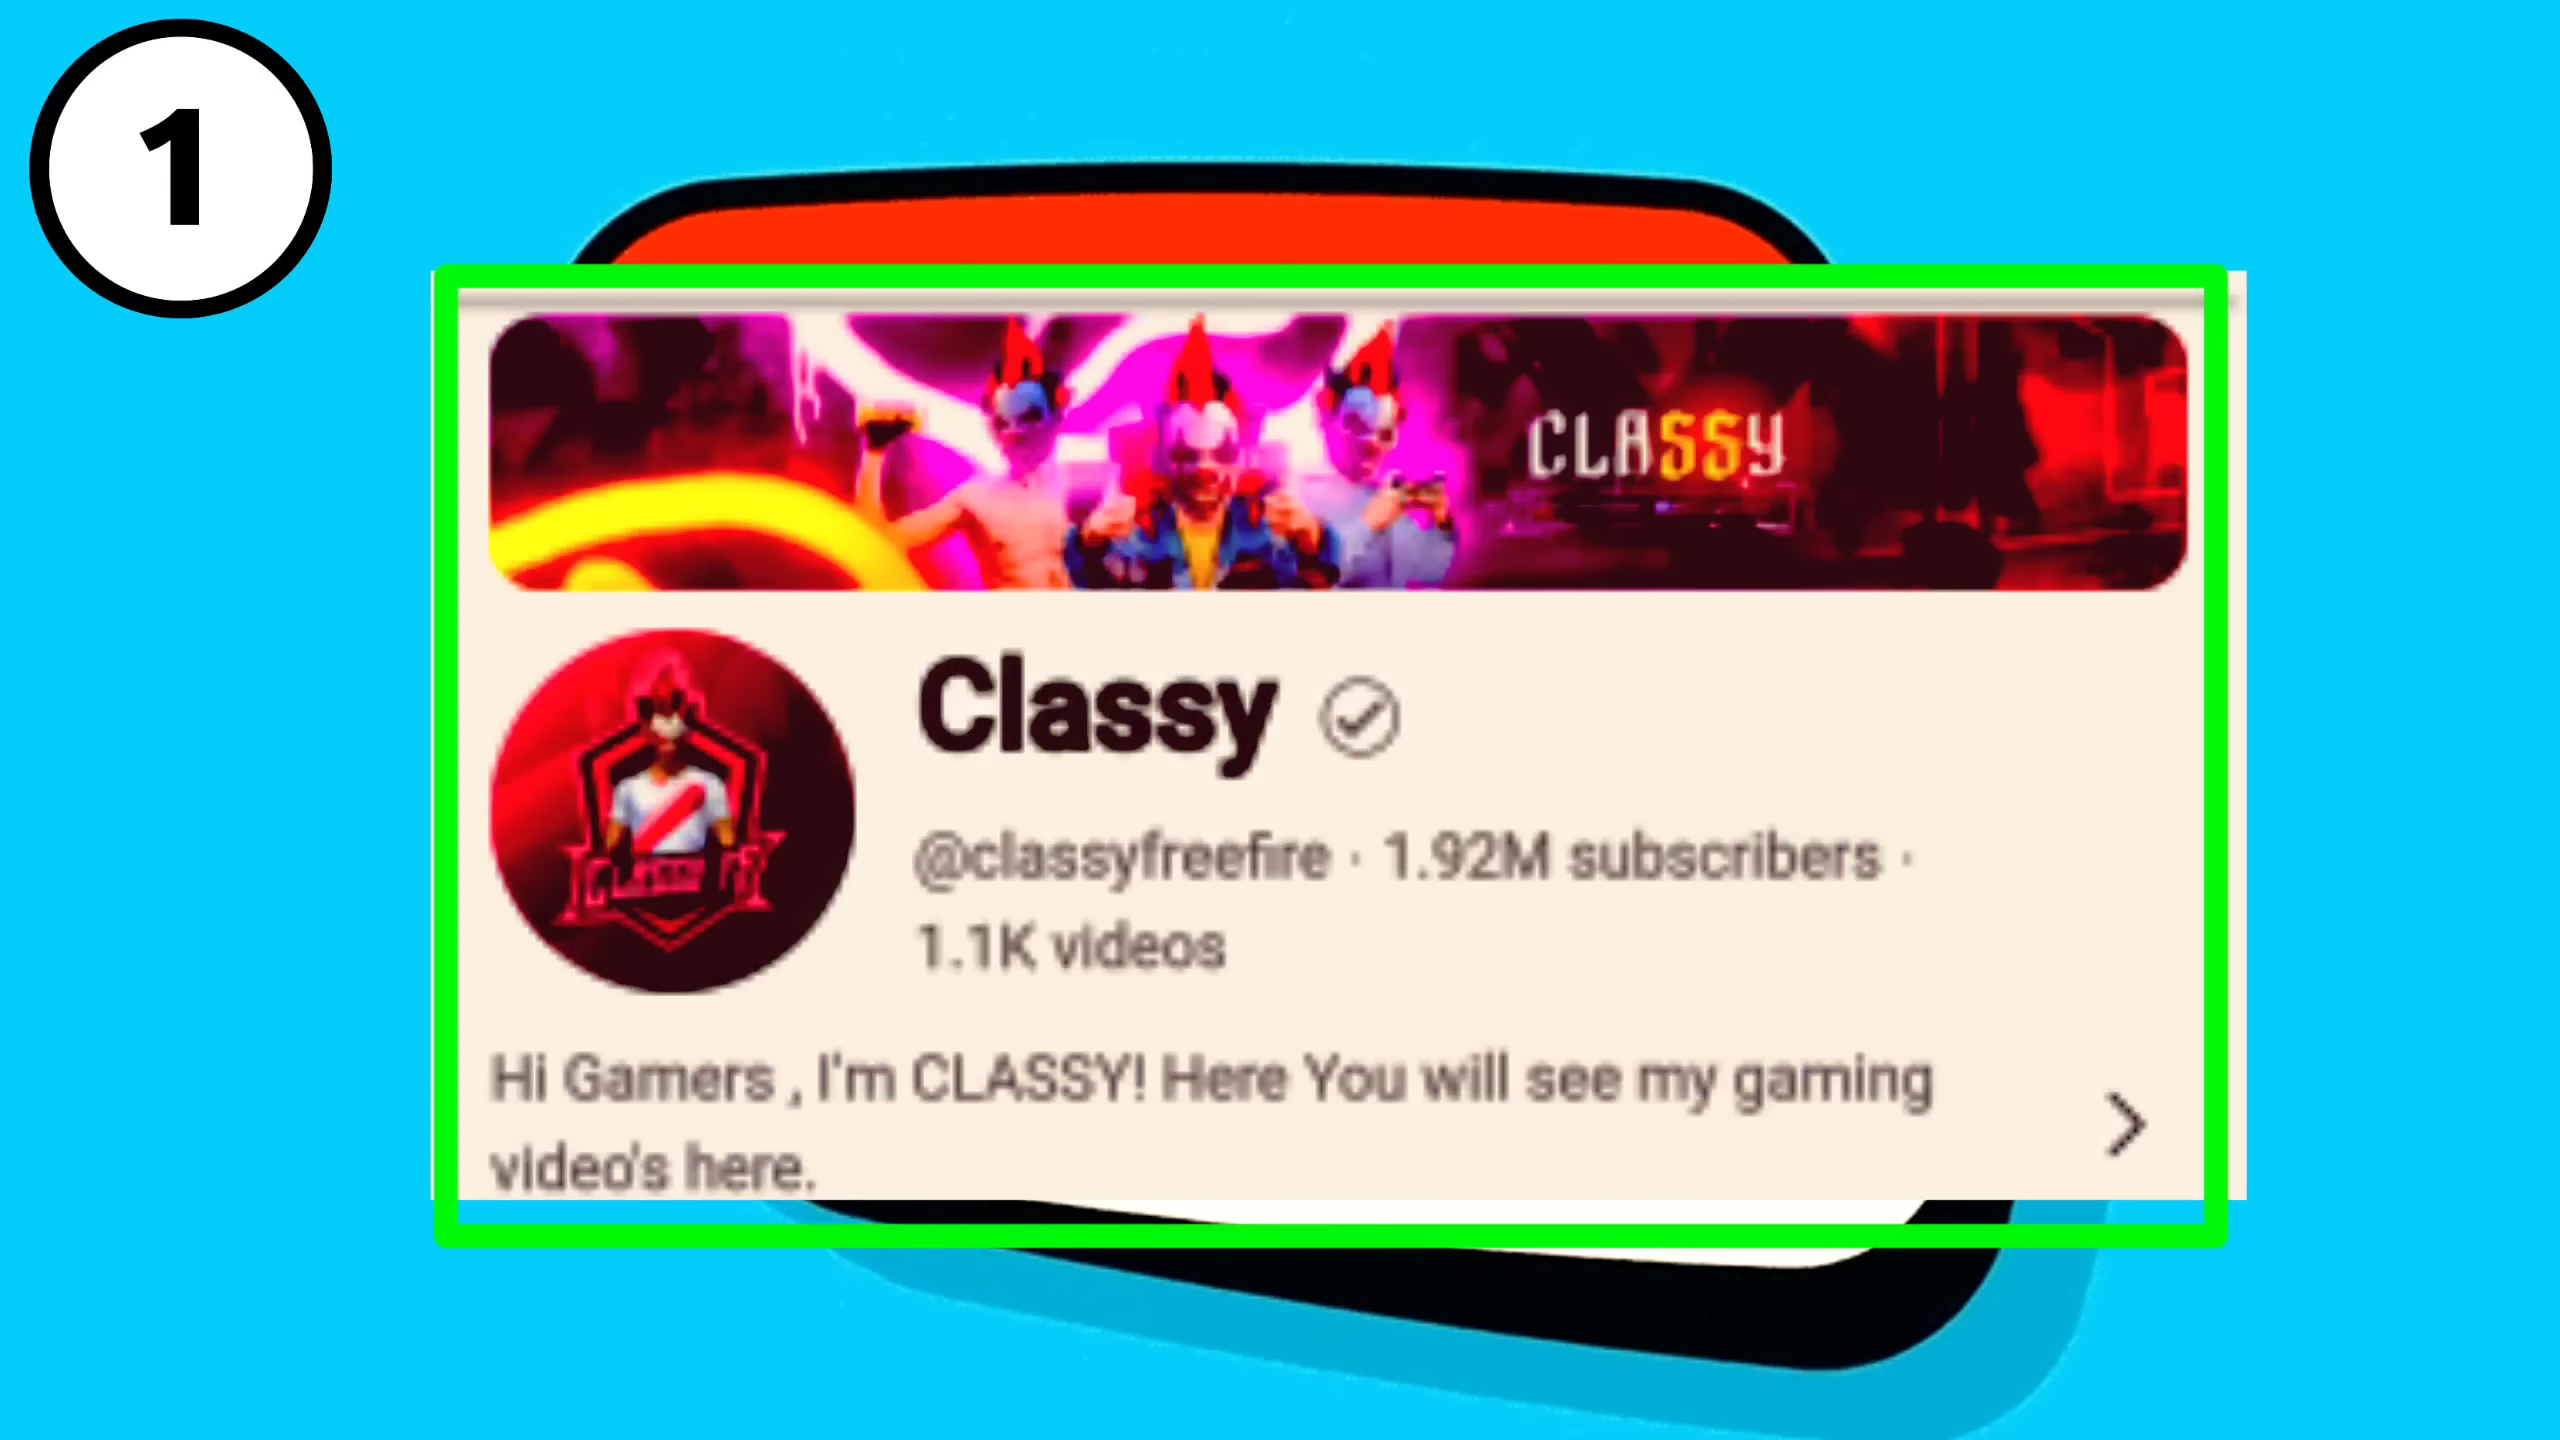 1
CLASSY
Classy
@classyfreefire · 1.92M subscribers ·
1.1K videos
Hi Gamers , I'm CLASSY! Here You will see my gaming
video's here.